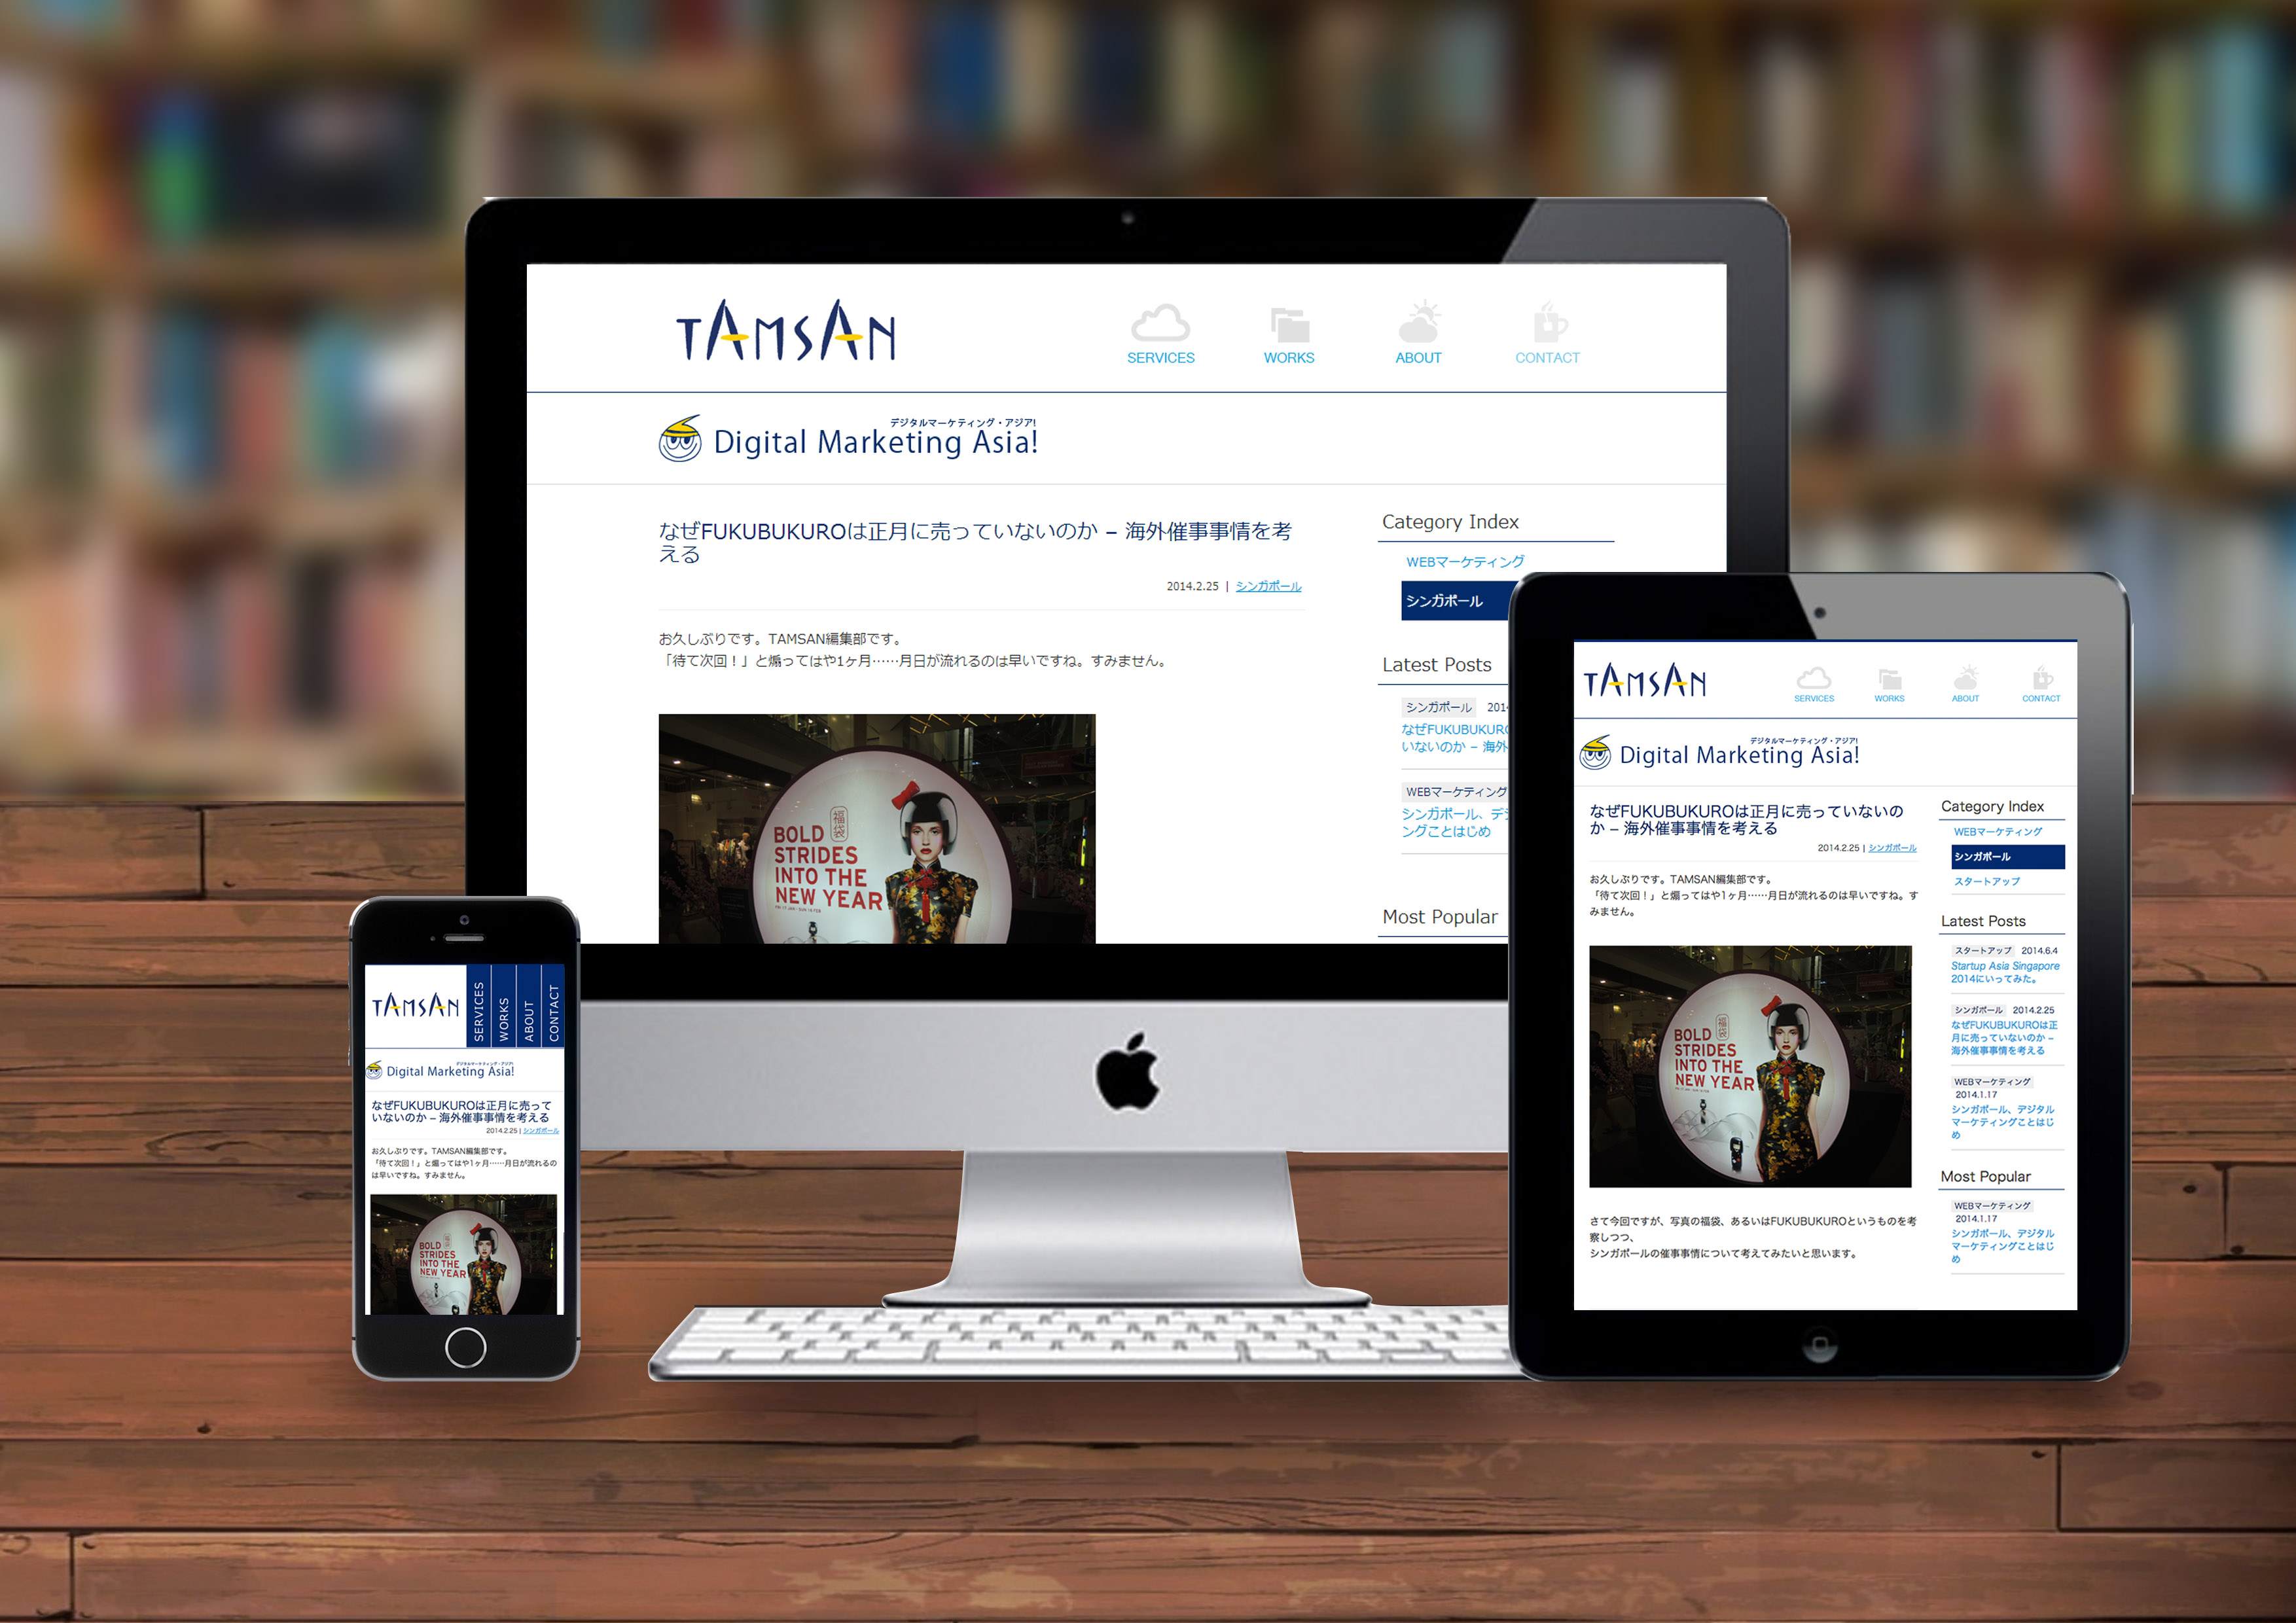 TAMSAN
SERVICES
WORKS
ABOUT
CONTACT
デジタルマーケティング・アジア!
Digital Marketing Asia!
なぜFUKUBUKUROは正月に売っていないのか – 海外催事事情を考
える
2014.2.25 | シンガポール
お久しぶりです。TAMSAN編集部です。
「待て次回！」と煽ってはや1ヶ月……月日が流れるのは早いですね。すみません。
福袋
BOLD
STRIDES
INTO THE
NEW YEAR
Category Index
WEBマーケティング
シンガポール
Latest Posts
シンガポール 201
なぜFUKUBUKURO
いないのか – 海外
WEBマーケティング
シンガポール、デジ
ングことはじめ
Most Popular
TAMSAN
SERVICES
WORKS
ABOUT
CONTACT
デジタルマーケティング・アジア!
Digital Marketing Asia!
なぜFUKUBUKUROは正月に売って
いないのか – 海外催事事情を考える
2014.2.25 | シンガポール
お久しぶりです。TAMSAN編集部です。
「待て次回！」と煽ってはや1ヶ月……月日が流れるの
は早いですね。すみません。
BOLD
STRIDES
INTO THE
NEW YEAR
TAMSAN
SERVICES
WORKS
ABOUT
CONTACT
デジタルマーケティング・アジア!
Digital Marketing Asia!
なぜFUKUBUKUROは正月に売っていないの
か – 海外催事事情を考える
2014.2.25 | シンガポール
お久しぶりです。TAMSAN編集部です。
「待て次回！」と煽ってはや1ヶ月……月日が流れるのは早いですね。す
みません。
福袋
BOLD
STRIDES
INTO THE
NEW YEAR
さて今回ですが、写真の福袋、あるいはFUKUBUKUROというものを考
察しつつ、
シンガポールの催事事情について考えてみたいと思います。
Category Index
WEBマーケティング
シンガポール
スタートアップ
Latest Posts
スタートアップ 2014.6.4
Startup Asia Singapore
2014にいってみた。
シンガポール 2014.2.25
なぜFUKUBUKUROは正
月に売っていないのか –
海外催事事情を考える
WEBマーケティング
2014.1.17
シンガポール、デジタル
マーケティングことはじ
め
Most Popular
WEBマーケティング
2014.1.17
シンガポール、デジタル
マーケティングことはじ
め